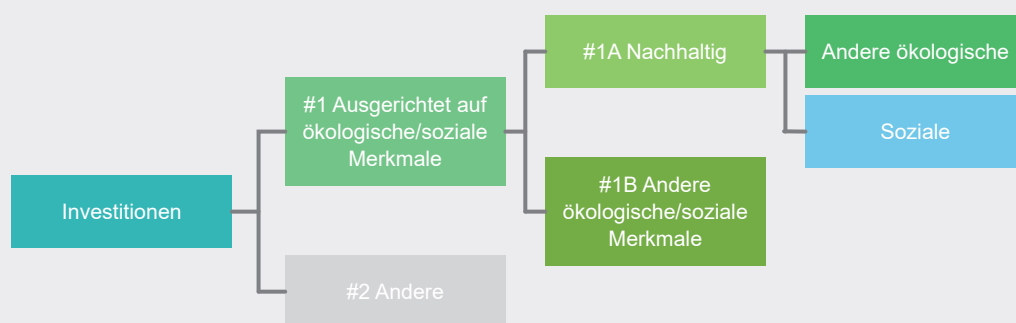 Investitionen
#1 Ausgerichtet auf
ökologische/soziale
Merkmale
#2 Andere
#1A Nachhaltig
#1B Andere
ökologische/soziale
Merkmale
Andere ökologische
Soziale